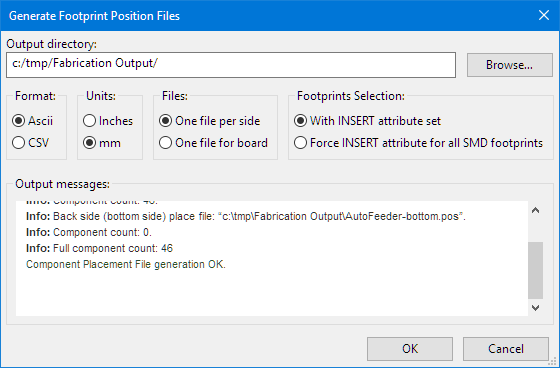 Generate Footprint Position Files
Output directory:
c:/tmp/Fabrication Output/
Browse...
Format: Units: Files: Footprints Selection:
Ascii Inches One file per side With INSERT attribute set
CSV mm One file for board Force INSERT attribute for all SMD footprints
Output messages:
Info: Component count: 46.
Info: Back side (bottom side) place file: “c:\tmp\Fabrication Output\AutoFeeder-bottom.pos”.
Info: Component count: 0.
Info: Full component count: 46
Component Placement File generation OK.
OK Cancel